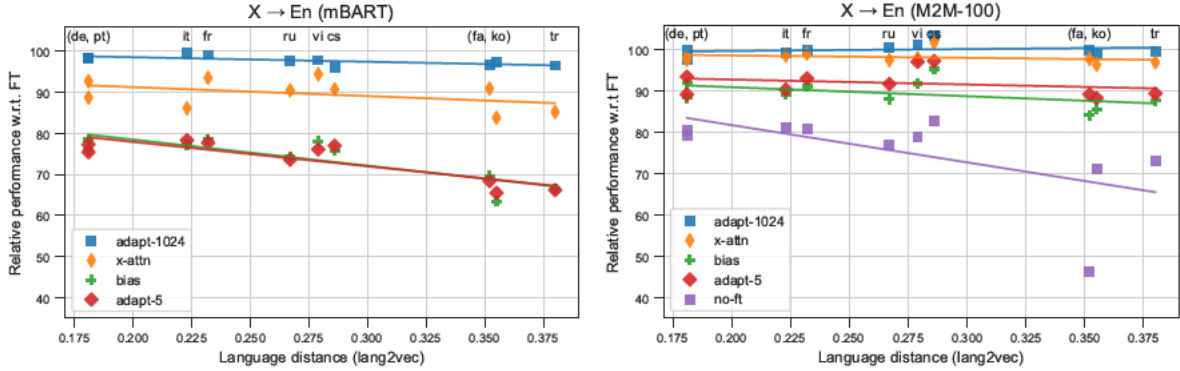 X → En (mBART)
(de, pt) it fr ru vi cs (fa, ko) tr
100
90
80
70
60
50
40
Relative performance w.r.t. FT
adapt-1024
x-attn
bias
adapt-5
0.175 0.200 0.225 0.250 0.275 0.300 0.325 0.350 0.375
Language distance (lang2vec)
X → En (M2M-100)
(de, pt) it fr ru vi cs (fa, ko) tr
100
90
80
70
60
50
40
Relative performance w.r.t. FT
adapt-1024
x-attn
bias
adapt-5
no-ft
0.175 0.200 0.225 0.250 0.275 0.300 0.325 0.350 0.375
Language distance (lang2vec)